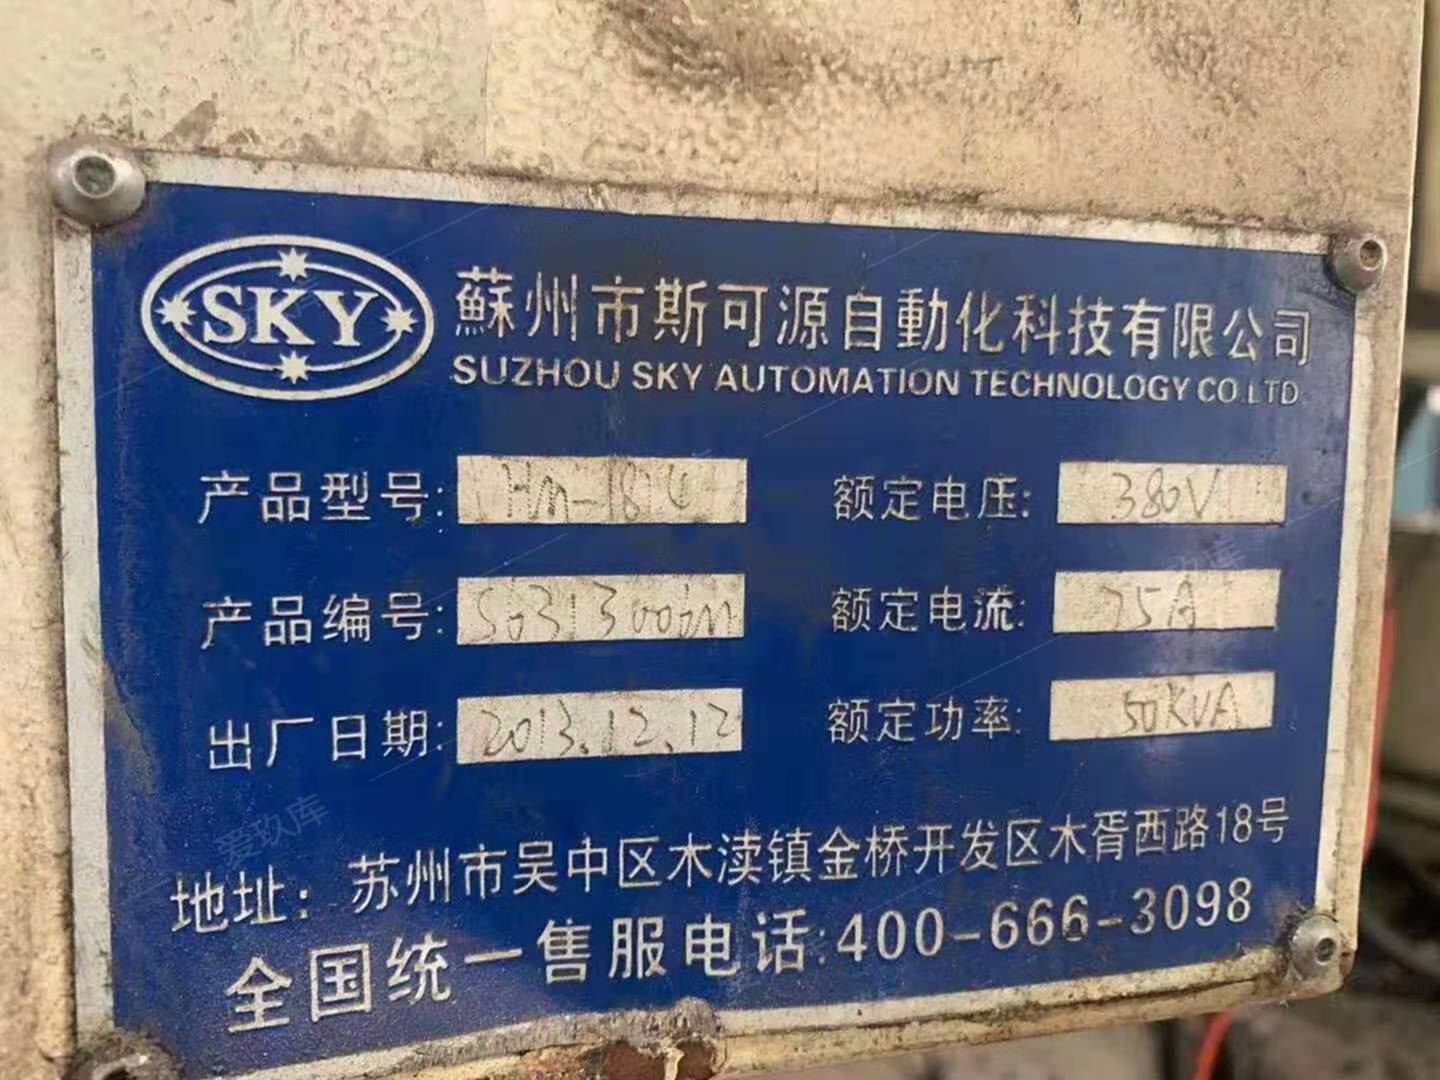 SKY
蘇州市斯可源自動化科技有限公司
SUZHOU SKY AUTOMATION TECHNOLOGY CO.LTD
产品型号: 额定电压: 380V
产品编号: 额定电流: 75A
出厂日期: 2013.12.12 额定功率: 50KVA
地址: 苏州市吴中区木渎镇金桥开发区木胥西路18号
全国统一售服电话:400-666-3098
爱玖库